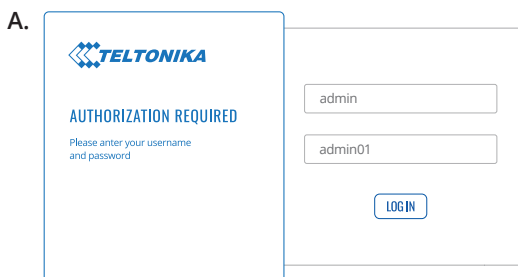 A.
TELTONIKA
AUTHORIZATION REQUIRED
Please anter your username
and password
admin
admin01
LOG IN